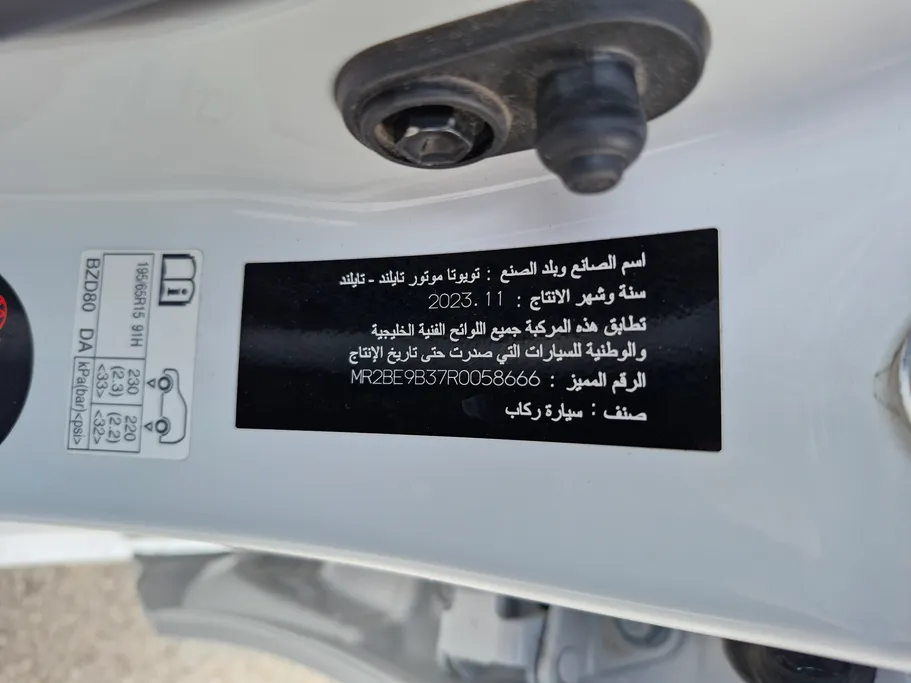 اسم الصانع وبلد الصنع : تويوتا موتور تايلند - تايلند
سنة وشهر الانتاج : 2023.11
تطابق هذه المركبة جميع اللوائح الفنية الخليجية
والوطنية للسيارات التي صدرت حتى تاريخ الإنتاج
الرقم المميز : MR2BE9B37R0058666
صنف : سيارة ركاب
195/65R15 91H
230 (2.3) <33>
220 (2.2) <32>
BZD80 DA kPa(bar)<psi>